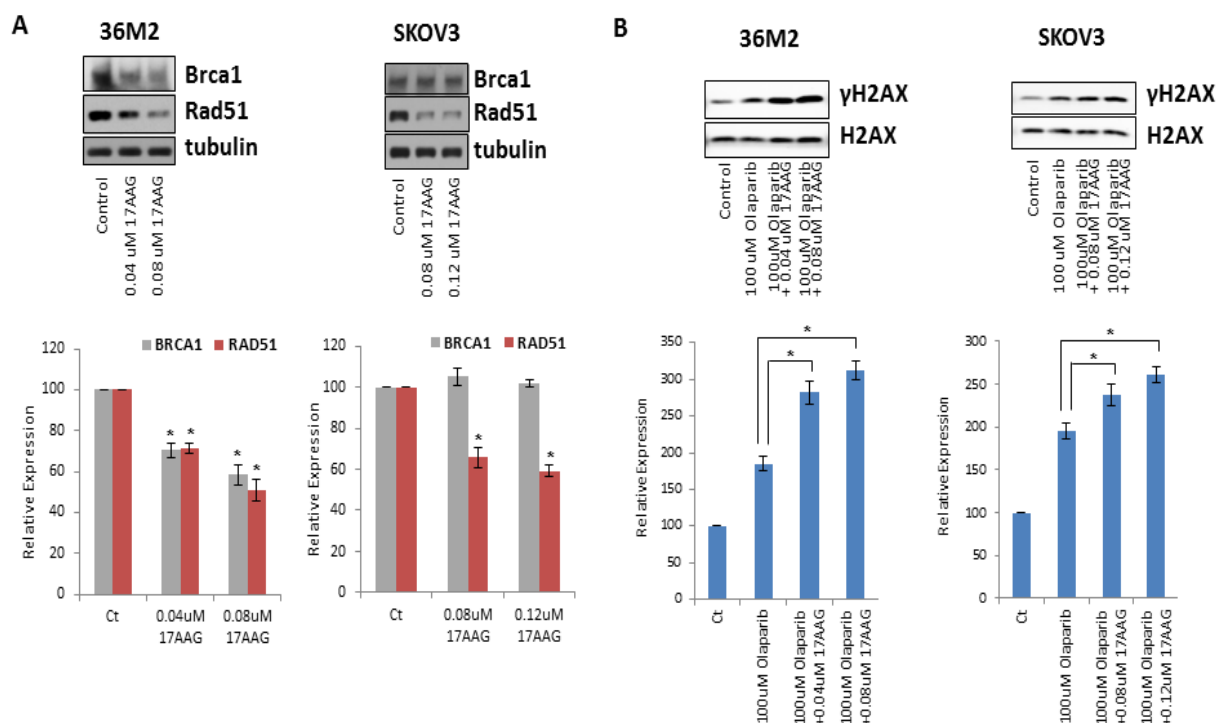 A
36M2
Brca1
Rad51
tubulin
Control
0.04 uM 17AAG
0.08 uM 17AAG
SKOV3
Brca1
Rad51
tubulin
Control
0.08 uM 17AAG
0.12 uM 17AAG
120
100
80
60
40
20
0
Relative Expression
BRCA1 RAD51
* *
* *
Ct
0.04uM
17AAG
0.08uM
17AAG
120
100
80
60
40
20
0
Relative Expression
BRCA1 RAD51
*
*
Ct
0.08uM
17AAG
0.12uM
17AAG
B
36M2
γH2AX
H2AX
Control
100 uM Olaparib
100uM Olaparib
+ 0.04 uM 17AAG
100 uM Olaparib
+ 0.08 uM 17AAG
SKOV3
γH2AX
H2AX
Control
100 uM Olaparib
100uM Olaparib
+ 0.08 uM 17AAG
100 uM Olaparib
+ 0.12 uM 17AAG
350
300
250
200
150
100
50
0
Relative Expression
*
*
Ct
100uM Olaparib
100uM Olaparib
+0.04uM 17AAG
100uM Olaparib
+0.08uM 17AAG
300
250
200
150
100
50
0
Relative Expression
*
*
Ct
100uM Olaparib
100uM Olaparib
+0.08uM 17AAG
100uM Olaparib
+0.12uM 17AAG